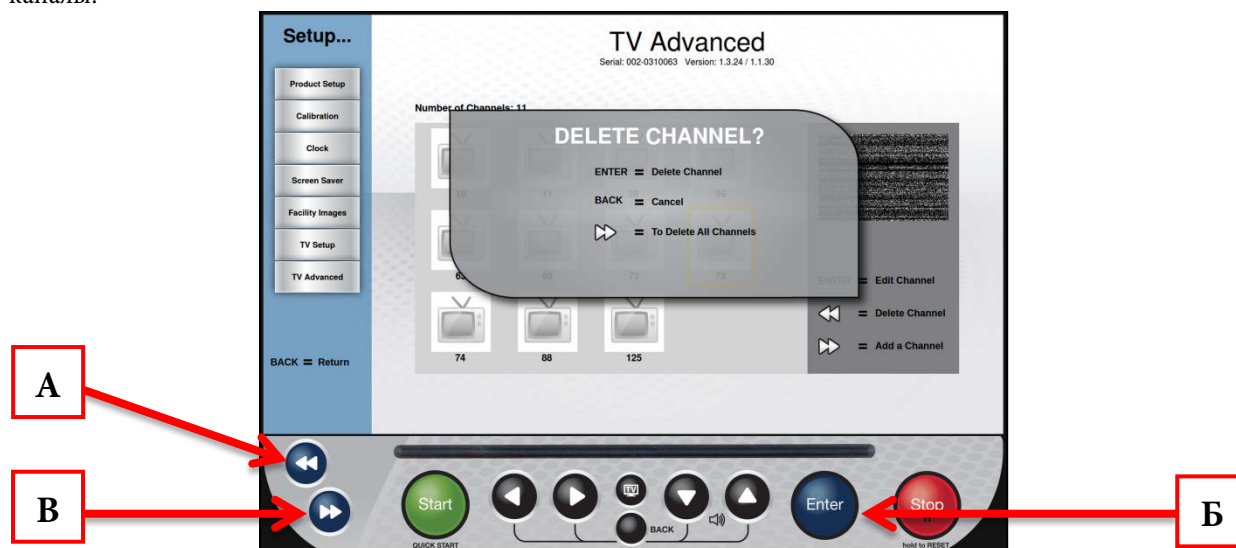 каналы.
Setup...
Product Setup
Calibration
Clock
Screen Saver
Facility Images
TV Setup
TV Advanced
BACK = Return
TV Advanced
Serial: 002-0310063 Version: 1.3.24 / 1.1.30
Number of Channels: 11
DELETE CHANNEL?
ENTER = Delete Channel
BACK = Cancel
= To Delete All Channels
10 11 56
63 69 72 73
74 88 125
ENTER = Edit Channel
= Delete Channel
= Add a Channel
А
В
Б
Start
QUICK START
TV
BACK
Enter
Stop
hold to RESET